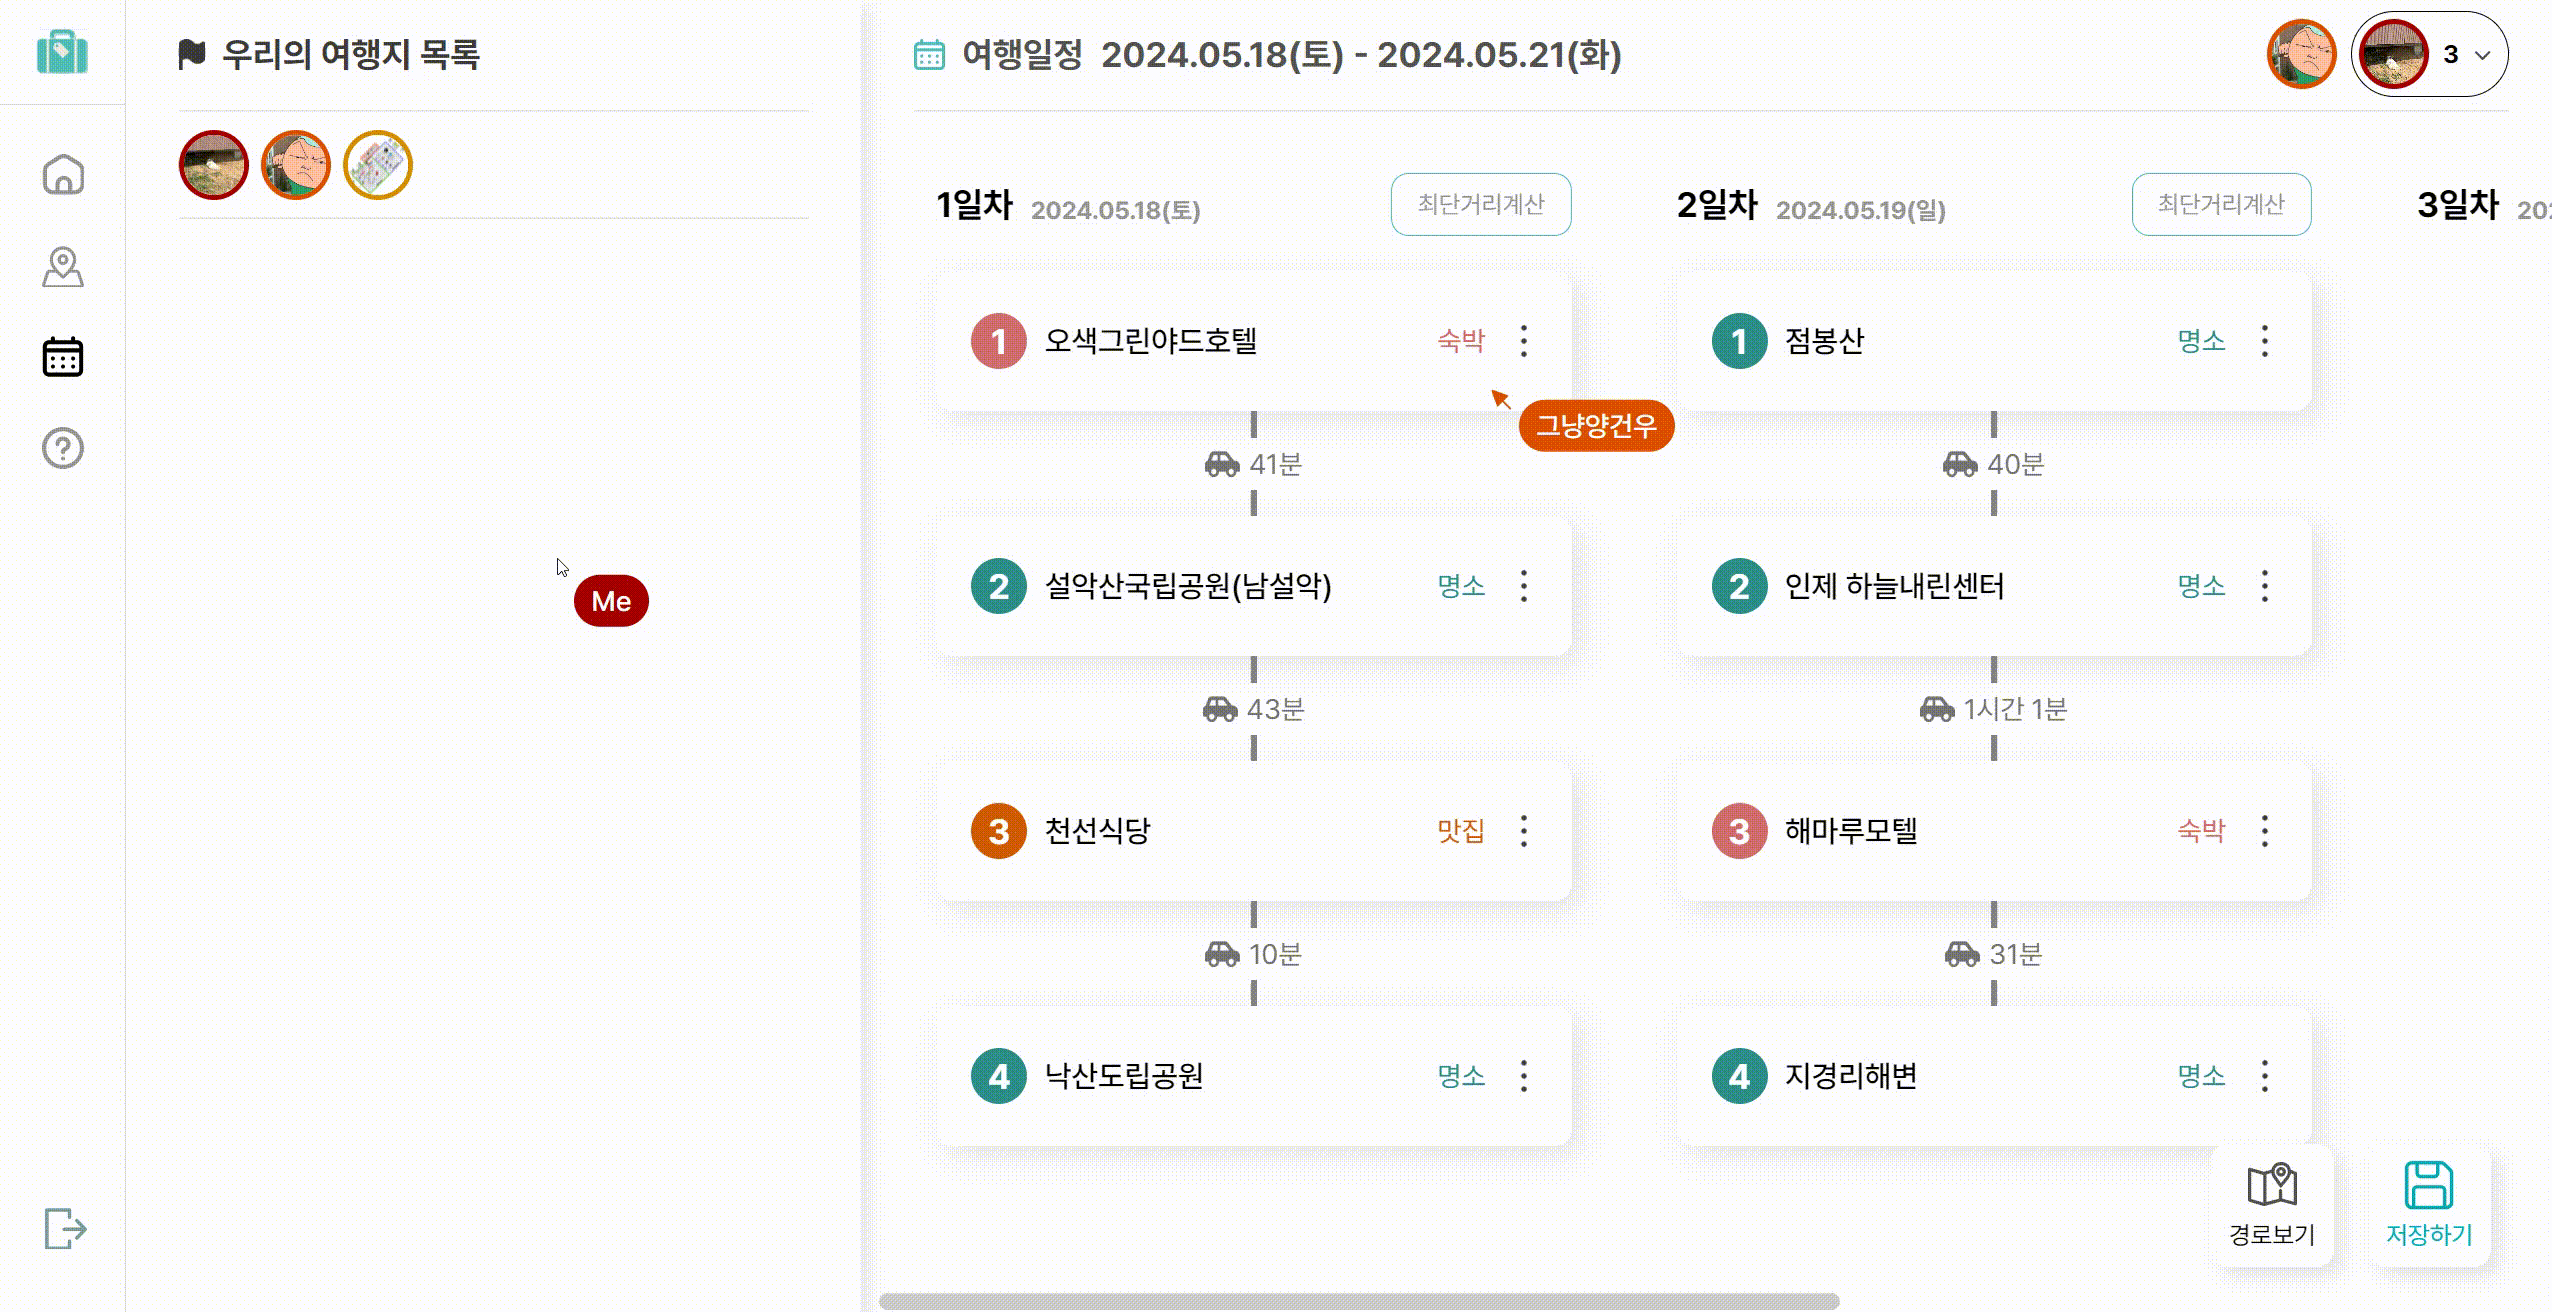 우리의 여행지 목록
여행일정 2024.05.18(토) - 2024.05.21(화)
3
1일차 2024.05.18(토) 최단거리계산
1 오색그린야드호텔 숙박
그냥양건우
41분
2 설악산국립공원(남설악) 명소
43분
3 천선식당 맛집
10분
4 낙산도립공원 명소
2일차 2024.05.19(일) 최단거리계산
1 점봉산 명소
40분
2 인제 하늘내린센터 명소
1시간 1분
3 해마루모텔 숙박
31분
4 지경리해변 명소
3일차
Me
경로보기
저장하기